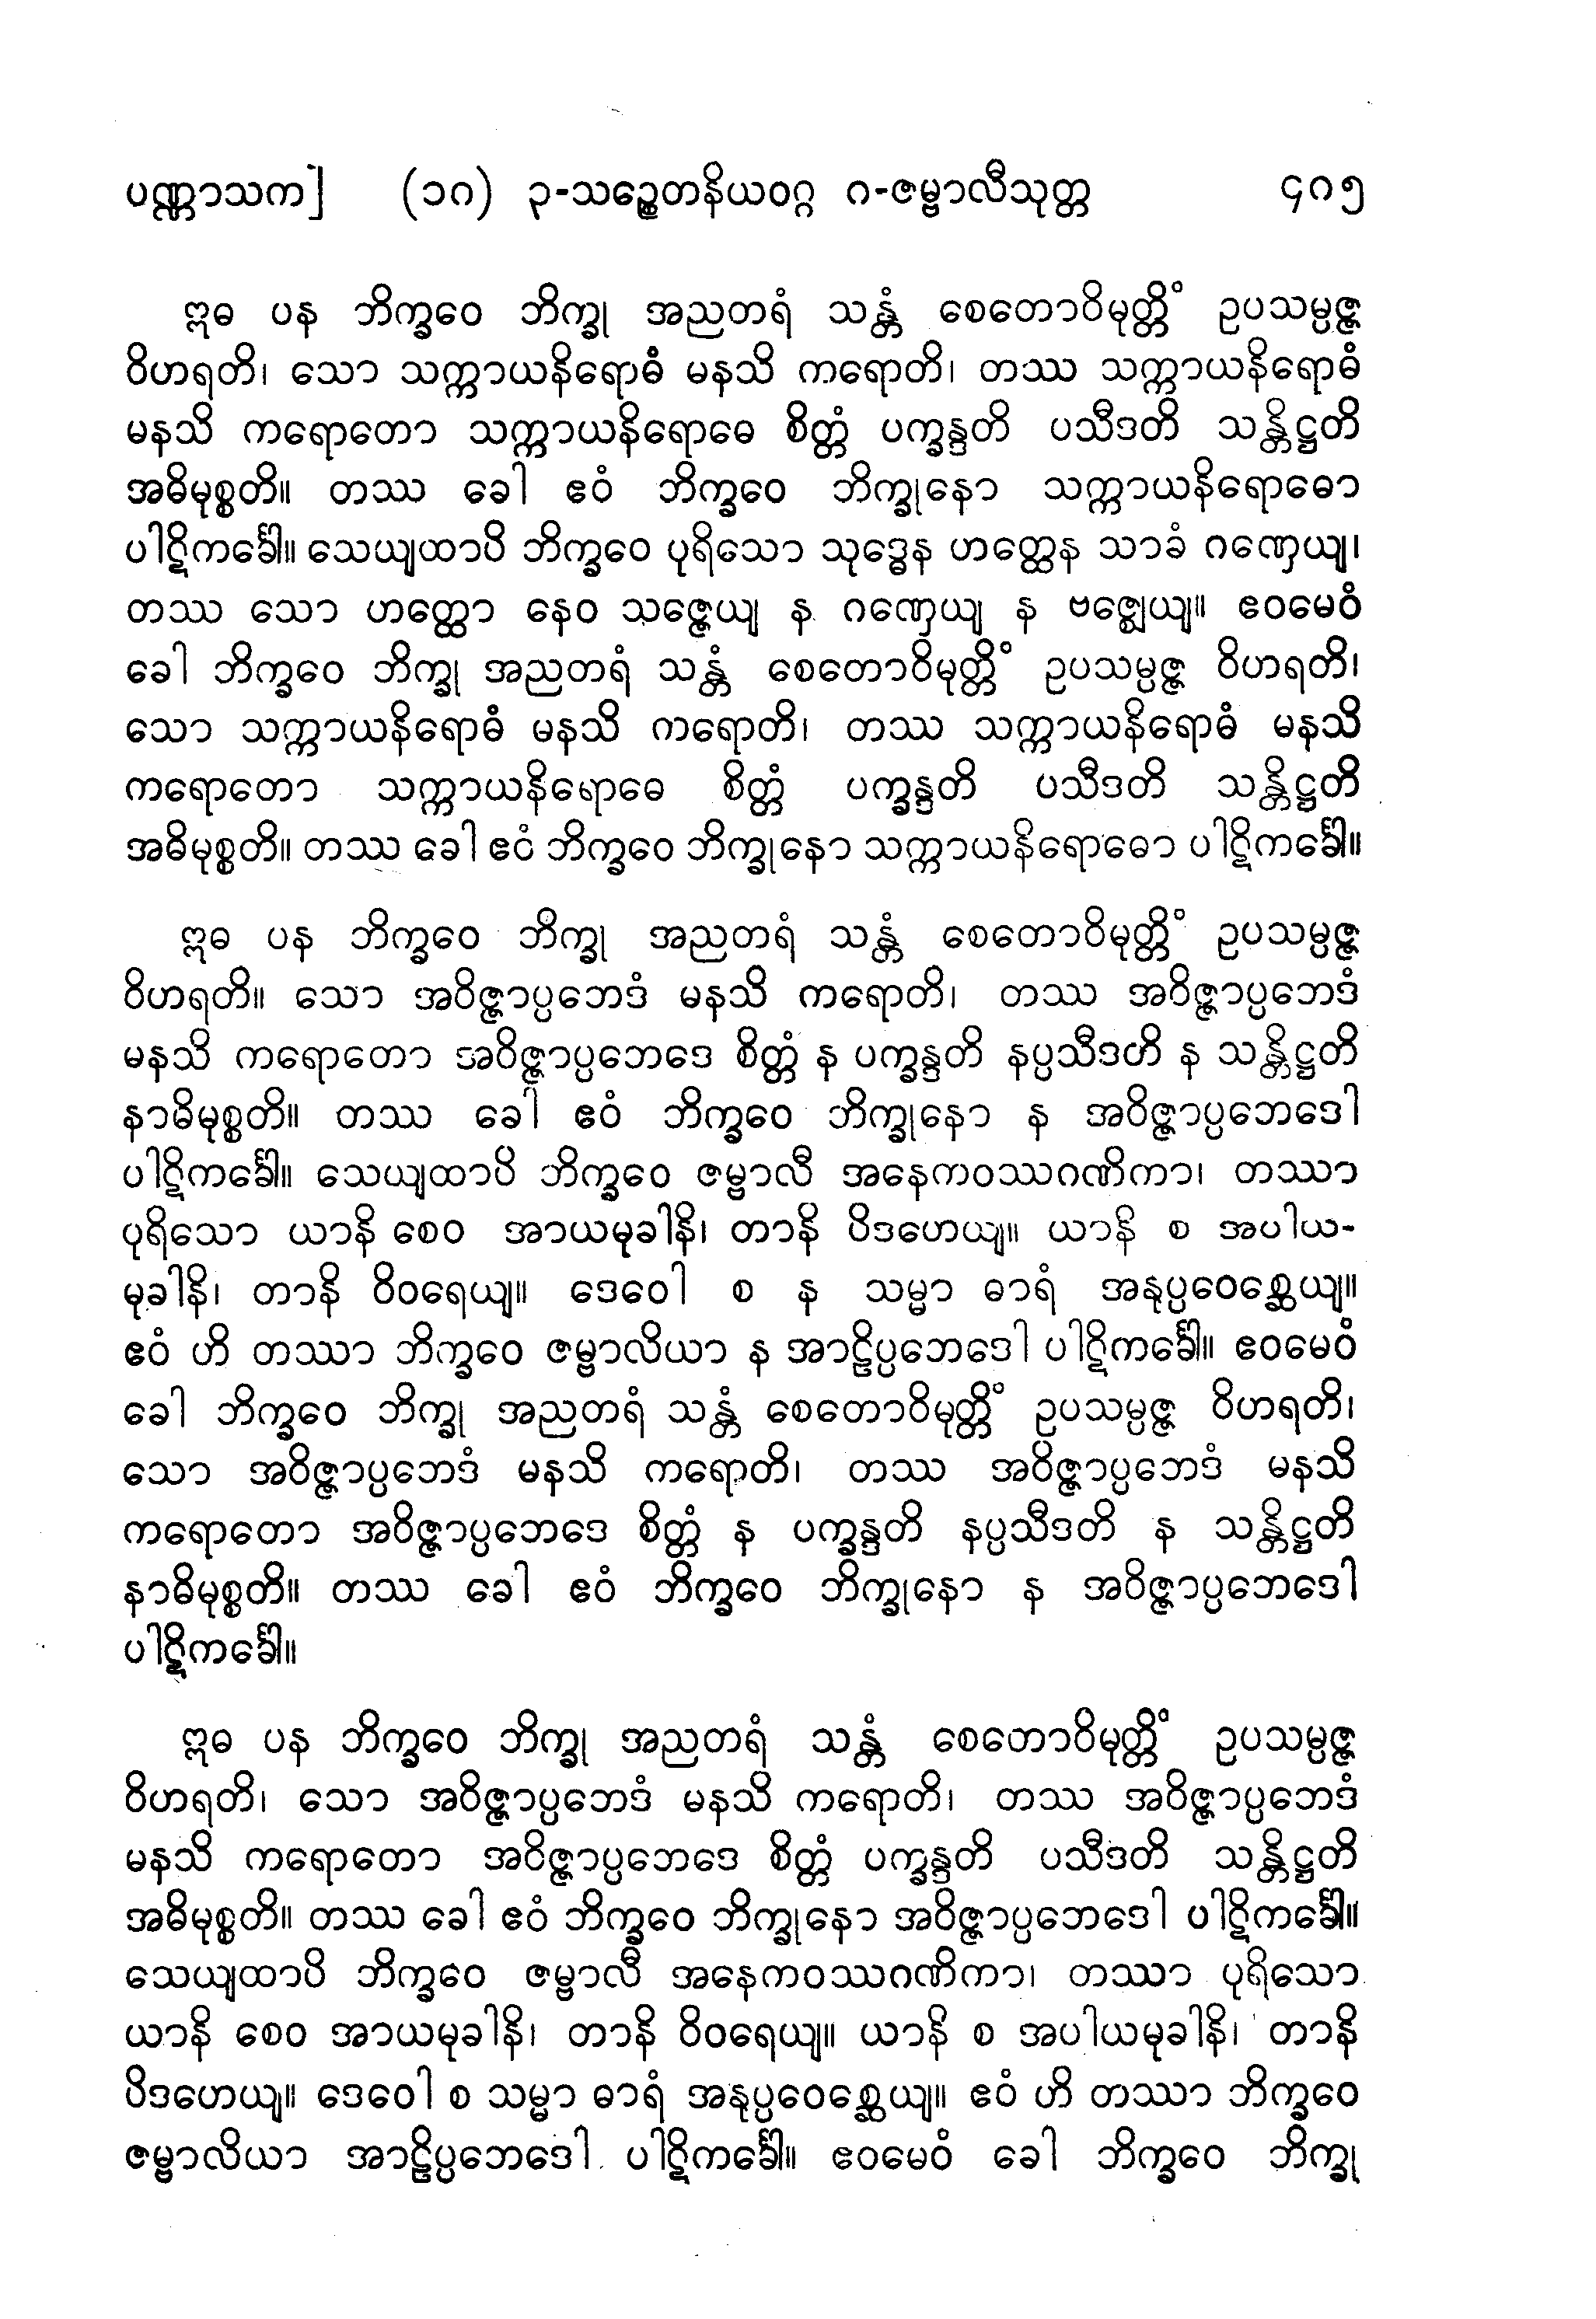 ပဏ္ဏာသက] (၁၈) ၃-သဉ္စေတနိယဝဂ္ဂ ၈-ဇမ္ဗာလီသုတ္တ ၄၈၅
ဣဓ ပန ဘိက္ခဝေ ဘိက္ခု အညတရံ သန္တံ စေတောဝိမုတ္တိံ ဥပသမ္ပဇ္ဇ
ဝိဟရတိ၊ သော သက္ကာယနိရောဓံ မနသိ ကရောတိ၊ တဿ သက္ကာယနိရောဓံ
မနသိ ကရောတော သက္ကာယနိရောဓေ စိတ္တံ ပက္ခန္ဒတိ ပသီဒတိ သန္တိဋ္ဌတိ
အဓိမုစ္စတိ။ တဿ ခေါ ဧဝံ ဘိက္ခဝေ ဘိက္ခုနော သက္ကာယနိရောဓော
ပါဋိကင်္ခေါ။ သေယျထာပိ ဘိက္ခဝေ ပုရိသော သုဒ္ဓေန ဟတ္ထေန သာခံ ဂဏှေယျ၊
တဿ သော ဟတ္ထော နေဝ သဇ္ဇေယျ န ဂဏှေယျ န ဗဇ္ဈေယျ။ ဧဝမေဝံ
ခေါ ဘိက္ခဝေ ဘိက္ခု အညတရံ သန္တံ စေတောဝိမုတ္တိံ ဥပသမ္ပဇ္ဇ ဝိဟရတိ၊
သော သက္ကာယနိရောဓံ မနသိ ကရောတိ၊ တဿ သက္ကာယနိရောဓံ မနသိ
ကရောတော သက္ကာယနိရောဓေ စိတ္တံ ပက္ခန္ဒတိ ပသီဒတိ သန္တိဋ္ဌတိ
အဓိမုစ္စတိ။ တဿ ခေါ ဧဝံ ဘိက္ခဝေ ဘိက္ခုနော သက္ကာယနိရောဓော ပါဋိကင်္ခေါ။
ဣဓ ပန ဘိက္ခဝေ ဘိက္ခု အညတရံ သန္တံ စေတောဝိမုတ္တိံ ဥပသမ္ပဇ္ဇ
ဝိဟရတိ။ သော အဝိဇ္ဇာပ္ပဘေဒံ မနသိ ကရောတိ၊ တဿ အဝိဇ္ဇာပ္ပဘေဒံ
မနသိ ကရောတော အဝိဇ္ဇာပ္ပဘေဒေ စိတ္တံ န ပက္ခန္ဒတိ နပ္ပသီဒတိ န သန္တိဋ္ဌတိ
နာဓိမုစ္စတိ။ တဿ ခေါ ဧဝံ ဘိက္ခဝေ ဘိက္ခုနော န အဝိဇ္ဇာပ္ပဘေဒေါ
ပါဋိကင်္ခေါ။ သေယျထာပိ ဘိက္ခဝေ ဇမ္ဗာလီ အနေကဝဿဂဏိကာ၊ တဿာ
ပုရိသော ယာနိ စေဝ အာယမုခါနိ၊ တာနိ ပိဒဟေယျ။ ယာနိ စ အပါယ-
မုခါနိ၊ တာနိ ဝိဝရေယျ။ ဒေဝေါ စ န သမ္မာ ဓာရံ အနုပ္ပဝေစ္ဆေယျ။
ဧဝံ ဟိ တဿာ ဘိက္ခဝေ ဇမ္ဗာလိယာ န အာဠိပ္ပဘေဒေါ ပါဋိကင်္ခေါ။ ဧဝမေဝံ
ခေါ ဘိက္ခဝေ ဘိက္ခု အညတရံ သန္တံ စေတောဝိမုတ္တိံ ဥပသမ္ပဇ္ဇ ဝိဟရတိ၊
သော အဝိဇ္ဇာပ္ပဘေဒံ မနသိ ကရောတိ၊ တဿ အဝိဇ္ဇာပ္ပဘေဒံ မနသိ
ကရောတော အဝိဇ္ဇာပ္ပဘေဒေ စိတ္တံ န ပက္ခန္ဒတိ နပ္ပသီဒတိ န သန္တိဋ္ဌတိ
နာဓိမုစ္စတိ။ တဿ ခေါ ဧဝံ ဘိက္ခဝေ ဘိက္ခုနော န အဝိဇ္ဇာပ္ပဘေဒေါ
ပါဋိကင်္ခေါ။
ဣဓ ပန ဘိက္ခဝေ ဘိက္ခု အညတရံ သန္တံ စေတောဝိမုတ္တိံ ဥပသမ္ပဇ္ဇ
ဝိဟရတိ၊ သော အဝိဇ္ဇာပ္ပဘေဒံ မနသိ ကရောတိ၊ တဿ အဝိဇ္ဇာပ္ပဘေဒံ
မနသိ ကရောတော အဝိဇ္ဇာပ္ပဘေဒေ စိတ္တံ ပက္ခန္ဒတိ ပသီဒတိ သန္တိဋ္ဌတိ
အဓိမုစ္စတိ။ တဿ ခေါ ဧဝံ ဘိက္ခဝေ ဘိက္ခုနော အဝိဇ္ဇာပ္ပဘေဒေါ ပါဋိကင်္ခေါ။
သေယျထာပိ ဘိက္ခဝေ ဇမ္ဗာလီ အနေကဝဿဂဏိကာ၊ တဿာ ပုရိသော
ယာနိ စေဝ အာယမုခါနိ၊ တာနိ ဝိဝရေယျ။ ယာနိ စ အပါယမုခါနိ၊ တာနိ
ပိဒဟေယျ။ ဒေဝေါ စ သမ္မာ ဓာရံ အနုပ္ပဝေစ္ဆေယျ။ ဧဝံ ဟိ တဿာ ဘိက္ခဝေ
ဇမ္ဗာလိယာ အာဠိပ္ပဘေဒေါ ပါဋိကင်္ခေါ။ ဧဝမေဝံ ခေါ ဘိက္ခဝေ ဘိက္ခု